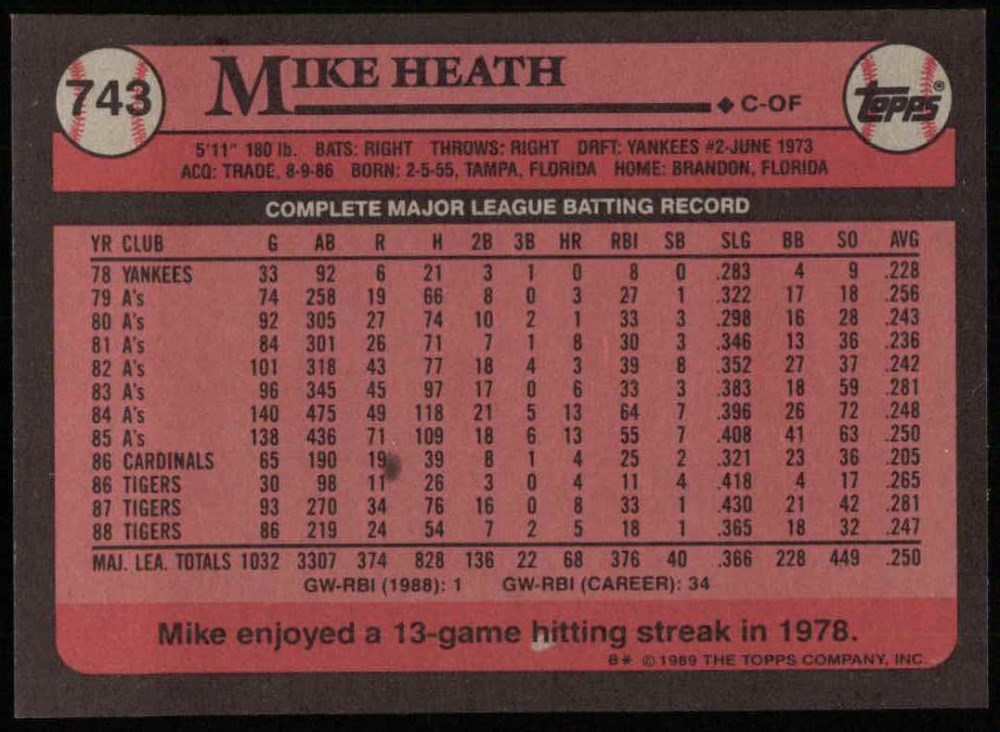 743
MIKE HEATH
C-OF
topps®
5'11" 180 lb. BATS: RIGHT THROWS: RIGHT DRFT: YANKEES #2-JUNE 1973
ACQ: TRADE, 8-9-86 BORN: 2-5-55, TAMPA, FLORIDA HOME: BRANDON, FLORIDA
COMPLETE MAJOR LEAGUE BATTING RECORD
YR CLUB G AB R H 2B 3B HR RBI SB SLG BB SO AVG
78 YANKEES 33 92 6 21 3 1 0 8 0 .283 4 9 .228
79 A's 74 258 19 66 8 0 3 27 1 .322 17 18 .256
80 A's 92 305 27 74 10 2 1 33 3 .298 16 28 .243
81 A's 84 301 26 71 7 1 8 30 3 .346 13 36 .236
82 A's 101 318 43 77 18 4 3 39 8 .352 27 37 .242
83 A's 96 345 45 97 17 0 6 33 3 .383 18 59 .281
84 A's 140 475 49 118 21 5 13 64 7 .396 26 72 .248
85 A's 138 436 71 109 18 6 13 55 7 .408 41 63 .250
86 CARDINALS 65 190 19 39 8 1 4 25 2 .321 23 36 .205
86 TIGERS 30 98 11 26 3 0 4 11 4 .418 4 17 .265
87 TIGERS 93 270 34 76 16 0 8 33 1 .430 21 42 .281
88 TIGERS 86 219 24 54 7 2 5 18 1 .365 18 32 .247
MAJ. LEA. TOTALS 1032 3307 374 828 136 22 68 376 40 .366 228 449 .250
GW-RBI (1988): 1 GW-RBI (CAREER): 34
Mike enjoyed a 13-game hitting streak in 1978.
B* © 1989 THE TOPPS COMPANY, INC.